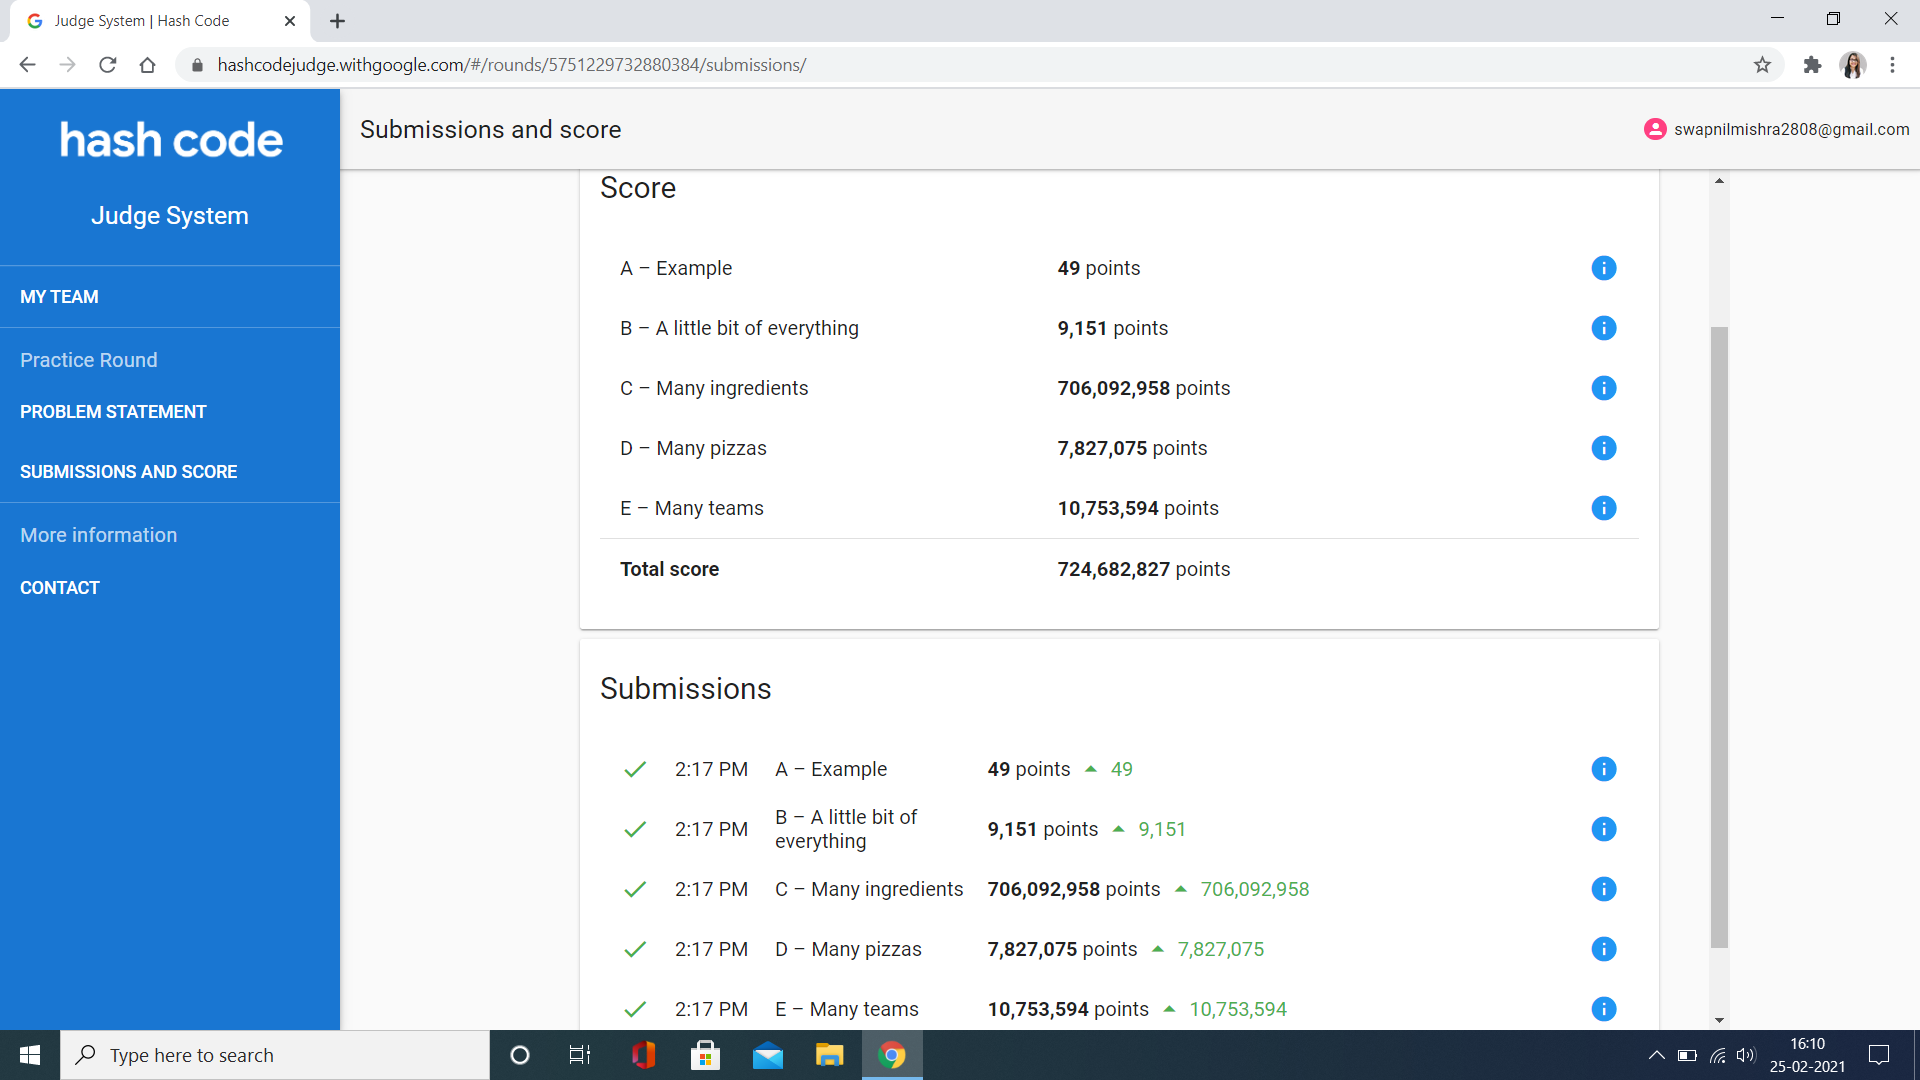 Judge System | Hash Code
hashcodejudge.withgoogle.com/#/rounds/5751229732880384/submissions/
hash code
Judge System
MY TEAM
Practice Round
PROBLEM STATEMENT
SUBMISSIONS AND SCORE
More information
CONTACT
Submissions and score
swapnilmishra2808@gmail.com
Score
A – Example 49 points
B – A little bit of everything 9,151 points
C – Many ingredients 706,092,958 points
D – Many pizzas 7,827,075 points
E – Many teams 10,753,594 points
Total score 724,682,827 points
Submissions
2:17 PM A – Example 49 points 49
2:17 PM B – A little bit of everything 9,151 points 9,151
2:17 PM C – Many ingredients 706,092,958 points 706,092,958
2:17 PM D – Many pizzas 7,827,075 points 7,827,075
2:17 PM E – Many teams 10,753,594 points 10,753,594
Type here to search
16:10
25-02-2021